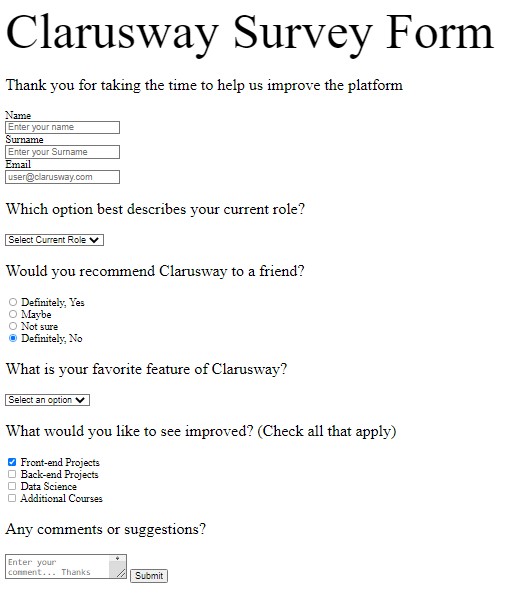 Clarusway Survey Form
Thank you for taking the time to help us improve the platform
Name
Enter your name
Surname
Enter your Surname
Email
user@clarusway.com
Which option best describes your current role?
Select Current Role
Would you recommend Clarusway to a friend?
Definitely, Yes
Maybe
Not sure
Definitely, No
What is your favorite feature of Clarusway?
Select an option
What would you like to see improved? (Check all that apply)
Front-end Projects
Back-end Projects
Data Science
Additional Courses
Any comments or suggestions?
Enter your
comment... Thanks
Submit